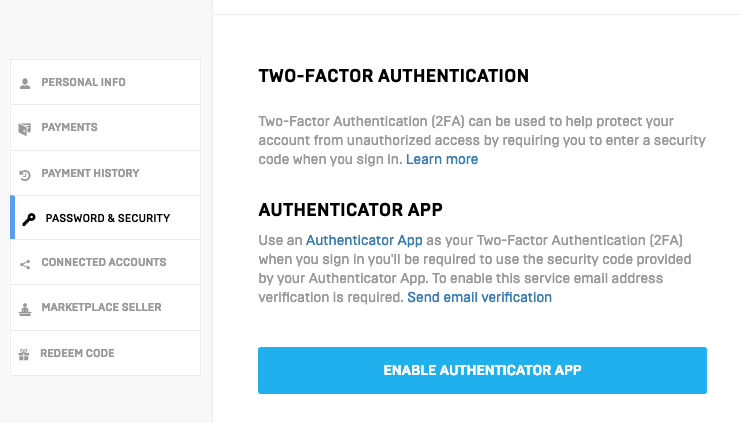 PERSONAL INFO
PAYMENTS
PAYMENT HISTORY
PASSWORD & SECURITY
CONNECTED ACCOUNTS
MARKETPLACE SELLER
REDEEM CODE
TWO-FACTOR AUTHENTICATION
Two-Factor Authentication (2FA) can be used to help protect your
account from unauthorized access by requiring you to enter a security
code when you sign in. Learn more
AUTHENTICATOR APP
Use an Authenticator App as your Two-Factor Authentication (2FA)
when you sign in you'll be required to use the security code provided
by your Authenticator App. To enable this service email address
verification is required. Send email verification
ENABLE AUTHENTICATOR APP